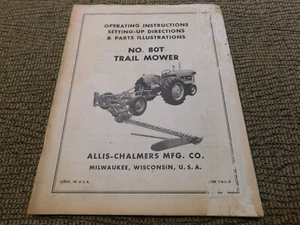 OPERATING INSTRUCTIONS
SETTING-UP DIRECTIONS
& PARTS ILLUSTRATIONS
NO. 80T
TRAIL MOWER
ALLIS-CHALMERS MFG. CO.
MILWAUKEE, WISCONSIN, U. S. A.